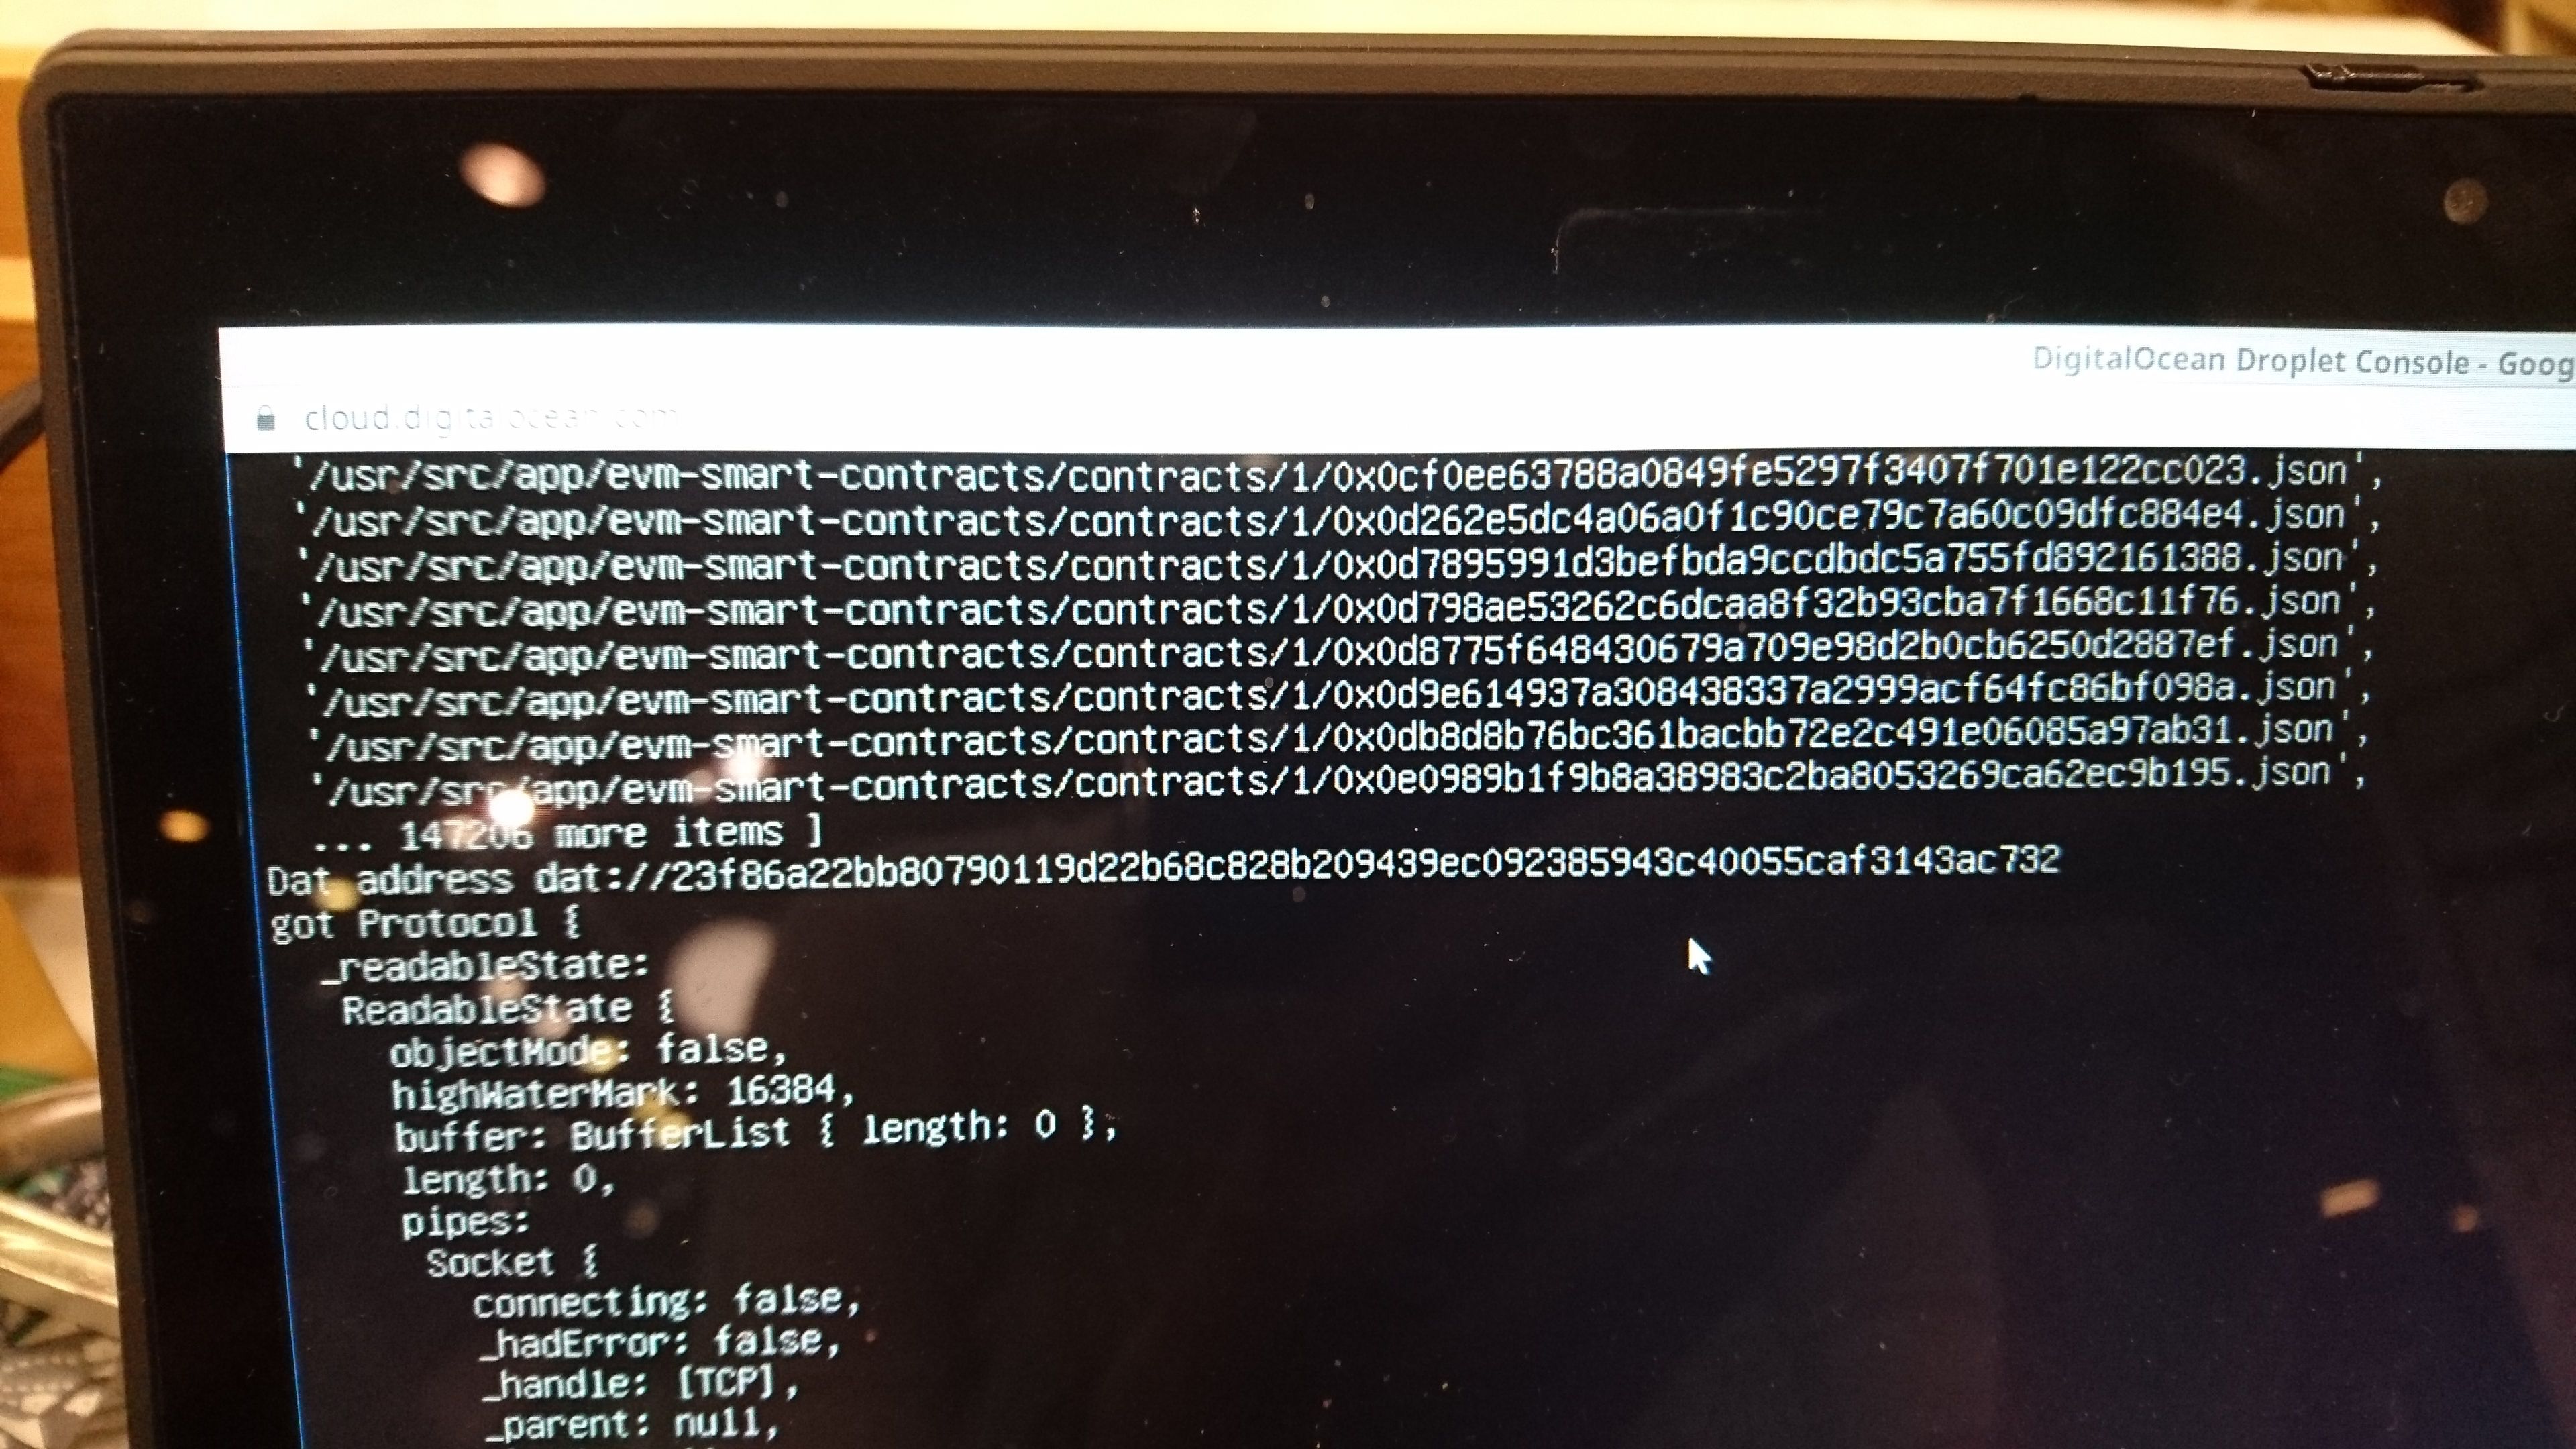 DigitalOcean Droplet Console - Goog
cloud.digitalocean.com
'/usr/src/app/evm-smart-contracts/contracts/1/0x0cf0ee63788a0849fe5297f3407f701e122cc023.json',
'/usr/src/app/evm-smart-contracts/contracts/1/0x0d262e5dc4a06a0f1c90ce79c7a60c09dfc884e4.json',
'/usr/src/app/evm-smart-contracts/contracts/1/0x0d7895991d3befbda9ccdbdc5a755fd892161388.json',
'/usr/src/app/evm-smart-contracts/contracts/1/0x0d798ae53262c6dcaa8f32b93cba7f1668c11f76.json',
'/usr/src/app/evm-smart-contracts/contracts/1/0x0d8775f648430679a709e98d2b0cb6250d2887ef.json',
'/usr/src/app/evm-smart-contracts/contracts/1/0x0d9e614937a308438337a2999acf64fc86bf098a.json',
'/usr/src/app/evm-smart-contracts/contracts/1/0x0db8d8b76bc361bacbb72e2c491e06085a97ab31.json',
'/usr/src/app/evm-smart-contracts/contracts/1/0x0e0989b1f9b8a38983c2ba8053269ca62ec9b195.json',
... 147206 more items ]
Dat address dat://23f86a22bb80790119d22b68c828b209439ec092385943c40055caf3143ac732
got Protocol {
_readableState:
ReadableState {
objectMode: false,
highWaterMark: 16384,
buffer: BufferList { length: 0 },
length: 0,
pipes:
Socket {
connecting: false,
_hadError: false,
_handle: [TCP],
_parent: null,